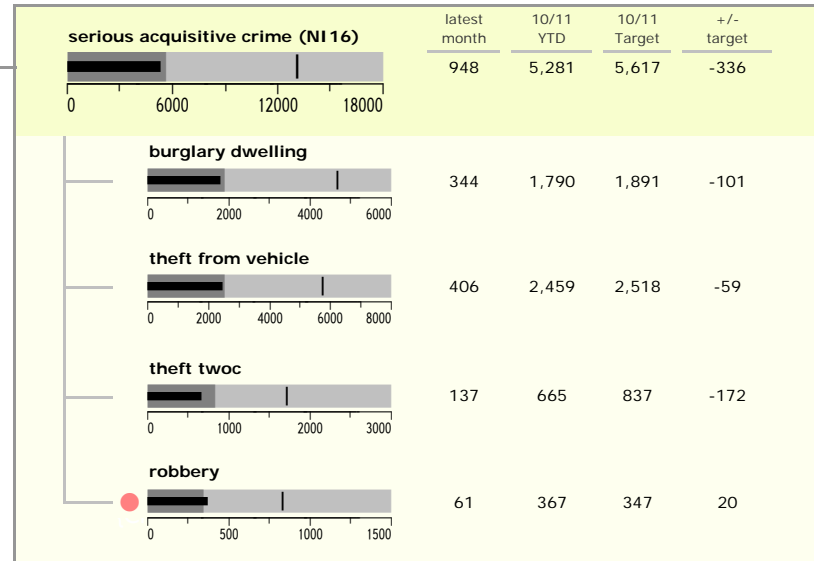 latest 10/11 10/11 +/-
serious acquisitive crime (NI16) month YTD Target target
948 5,281 5,617 -336
0 6000 12000 18000
burglary dwelling
344 1,790 1,891 -101
0 2000 4000 6000
theft from vehicle
406 2,459 2,518 -59
0 2000 4000 6000 8000
theft twoc
137 665 837 -172
0 1000 2000 3000
robbery
61 367 347 20
0 500 1000 1500